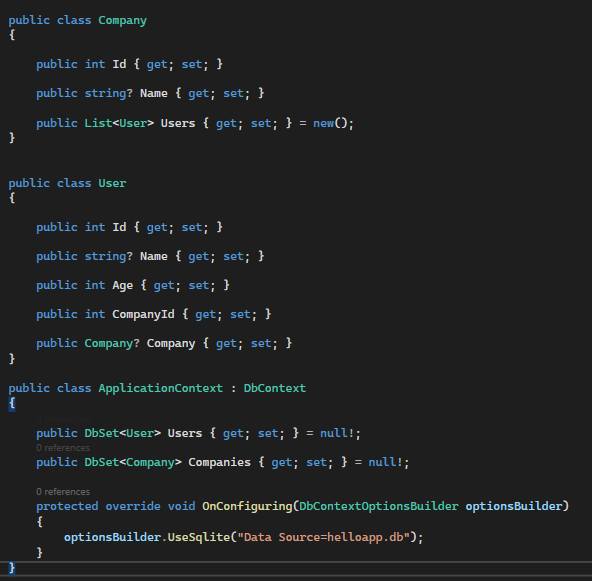 public class Company
{
public int Id { get; set; }
public string? Name { get; set; }
public List<User> Users { get; set; } = new();
}
public class User
{
public int Id { get; set; }
public string? Name { get; set; }
public int Age { get; set; }
public int CompanyId { get; set; }
public Company? Company { get; set; }
}
public class ApplicationContext : DbContext
{
public DbSet<User> Users { get; set; } = null!;
0 references
public DbSet<Company> Companies { get; set; } = null!;
0 references
protected override void OnConfiguring(DbContextOptionsBuilder optionsBuilder)
{
optionsBuilder.UseSqlite("Data Source=helloapp.db");
}
}